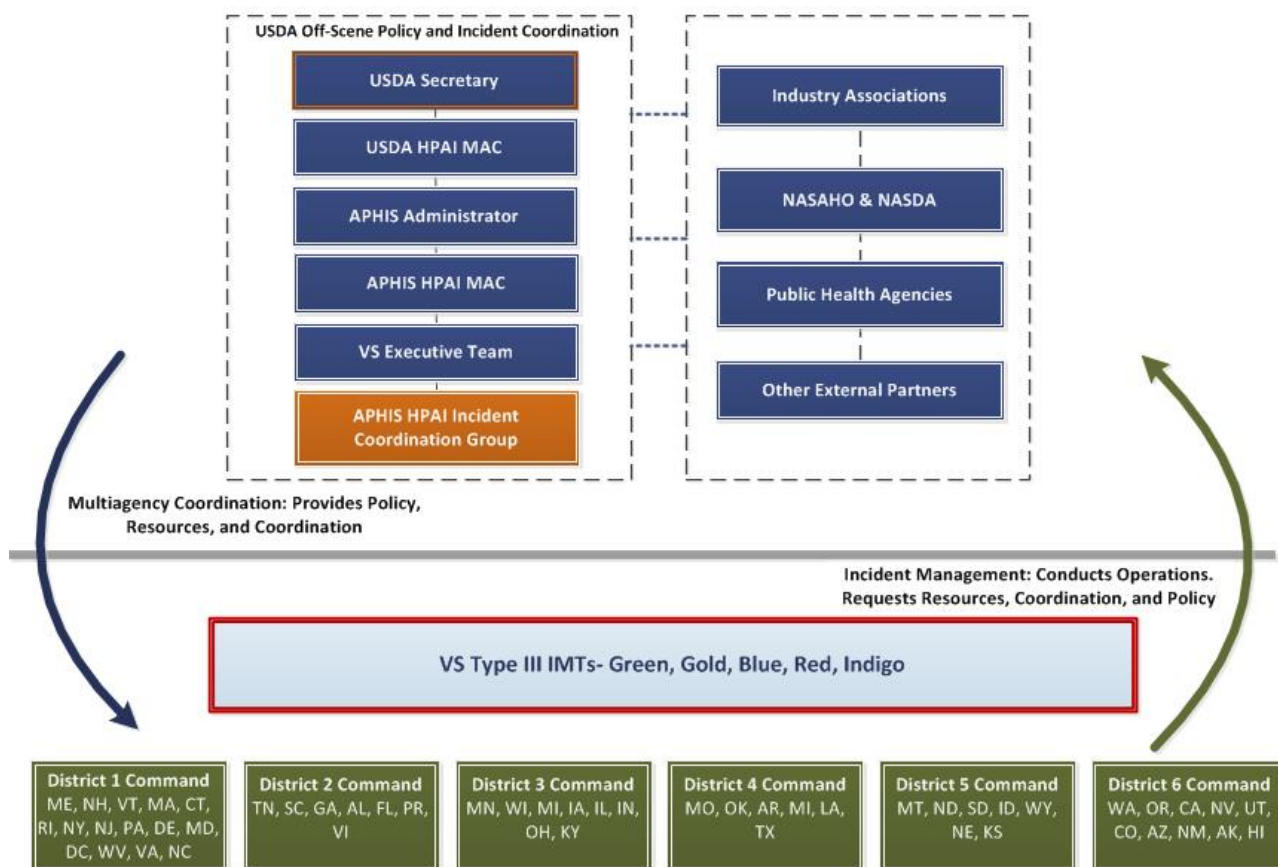 USDA Off-Scene Policy and Incident Coordination
USDA Secretary
USDA HPAI MAC
APHIS Administrator
APHIS HPAI MAC
VS Executive Team
APHIS HPAI Incident
Coordination Group
Industry Associations
NASAHO & NASDA
Public Health Agencies
Other External Partners
Multiagency Coordination: Provides Policy,
Resources, and Coordination
Incident Management: Conducts Operations.
Requests Resources, Coordination, and Policy
VS Type III IMTs- Green, Gold, Blue, Red, Indigo
District 1 Command
ME, NH, VT, MA, CT,
RI, NY, NJ, PA, DE, MD,
DC, WV, VA, NC
District 2 Command
TN, SC, GA, AL, FL, PR,
VI
District 3 Command
MN, WI, MI, IA, IL, IN,
OH, KY
District 4 Command
MO, OK, AR, MI, LA,
TX
District 5 Command
MT, ND, SD, ID, WY,
NE, KS
District 6 Command
WA, OR, CA, NV, UT,
CO, AZ, NM, AK, HI